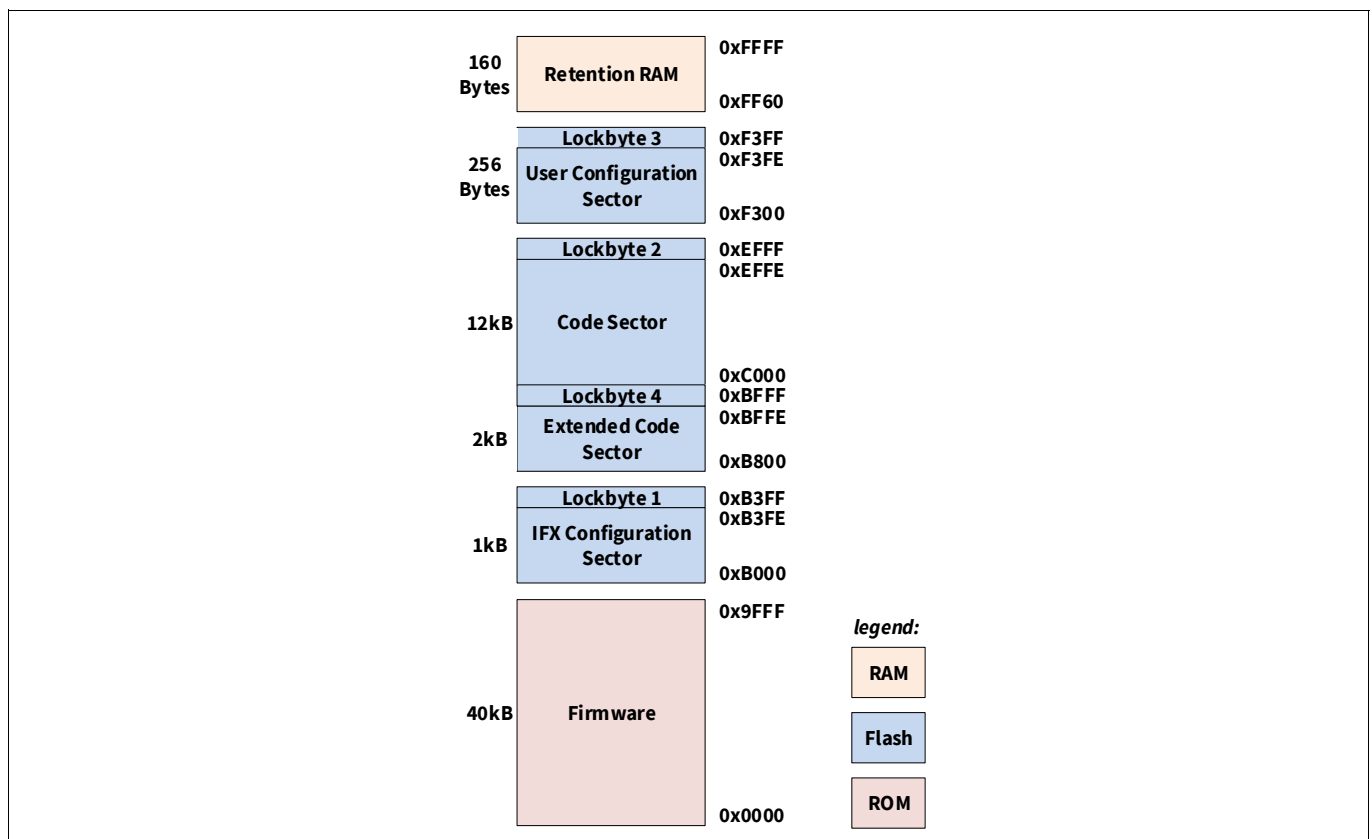 160
Bytes
Retention RAM
0xFFFF
0xFF60
Lockbyte 3
0xF3FF
0xF3FE
256
Bytes
User Configuration
Sector
0xF300
Lockbyte 2
0xEFFF
0xEFFE
12kB
Code Sector
0xC000
Lockbyte 4
0xBFFF
0xBFFE
2kB
Extended Code
Sector
0xB800
Lockbyte 1
0xB3FF
0xB3FE
1kB
IFX Configuration
Sector
0xB000
0x9FFF
40kB
Firmware
0x0000
legend:
RAM
Flash
ROM